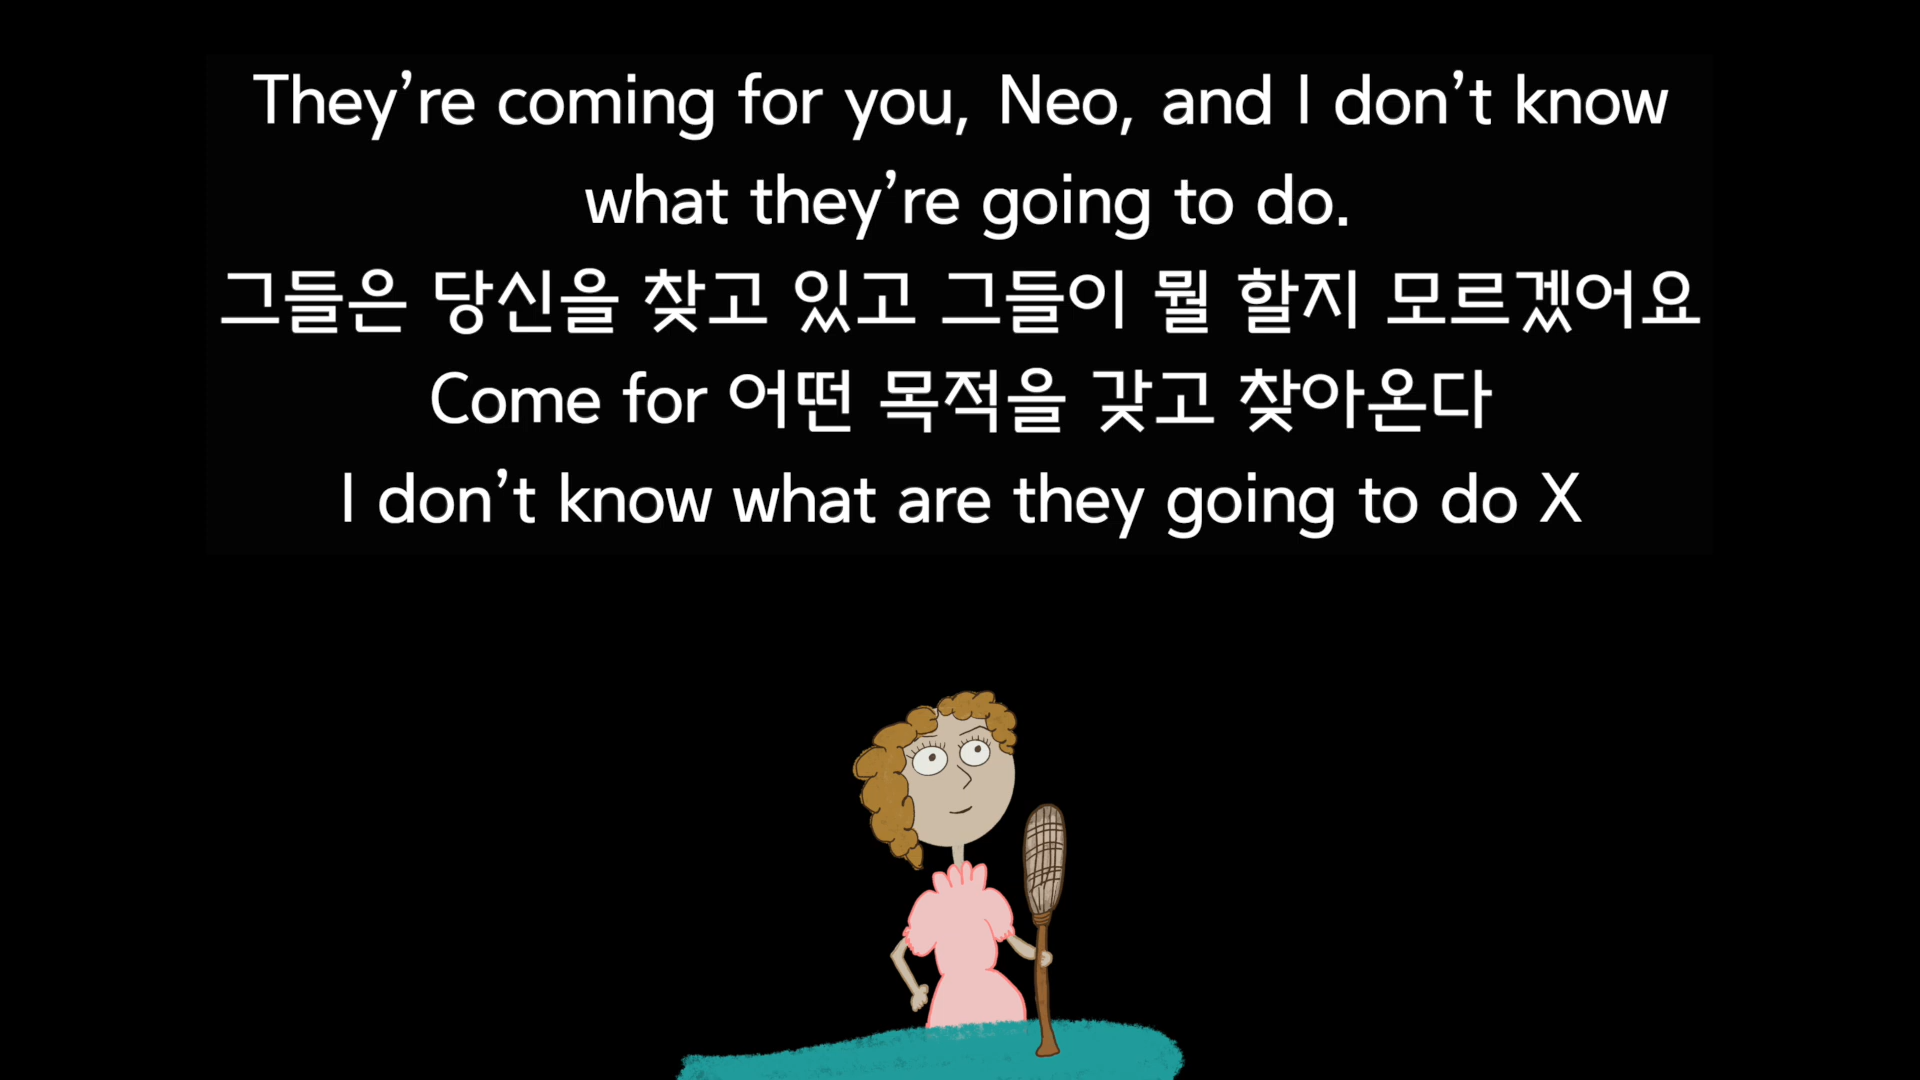 They’re coming for you, Neo, and I don’t know
what they’re going to do.
그들은 당신을 찾고 있고 그들이 뭘 할지 모르겠어요
Come for 어떤 목적을 갖고 찾아온다
I don’t know what are they going to do X